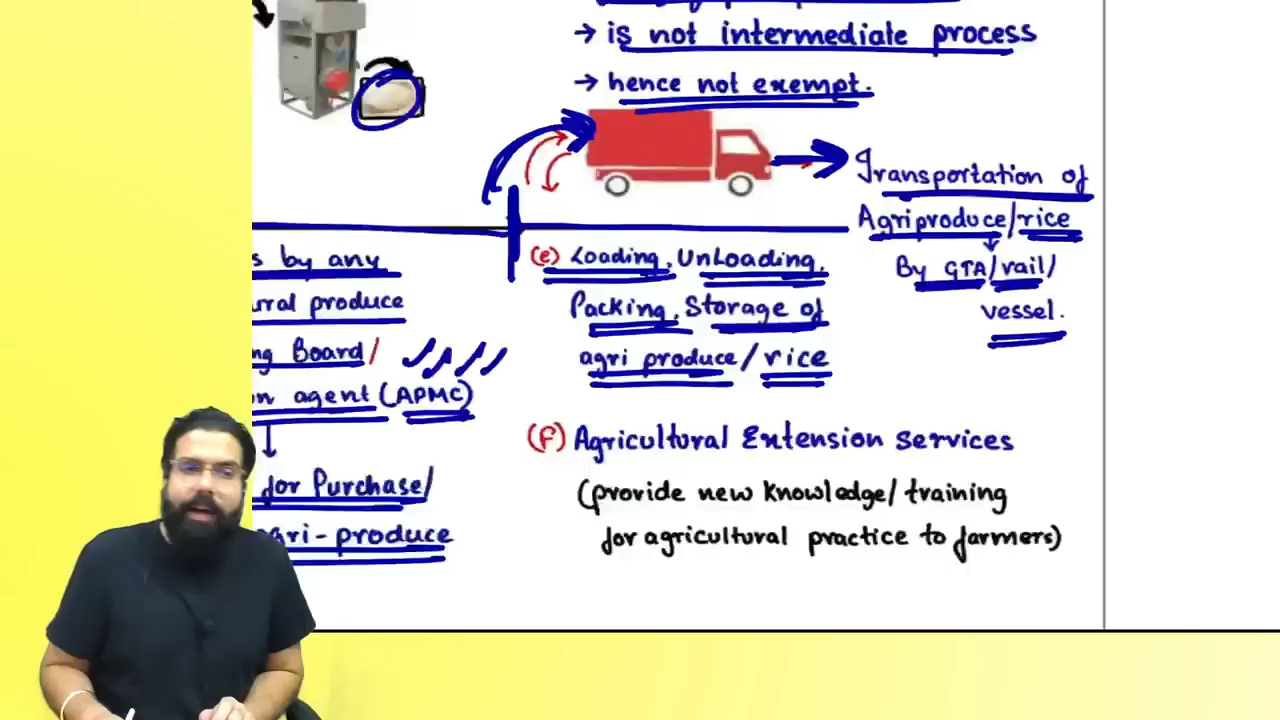 → is not intermediate process
→ hence not exempt.
Transportation of
Agriproduce/rice
By GTA/rail/
vessel.
s by any
ural produce
ng Board/
on agent (APMC)
for Purchase/
agri-produce
(e) Loading, UnLoading,
Packing, Storage of
agri produce/rice
(f) Agricultural Extension services
(provide new knowledge/training
for agricultural practice to farmers)